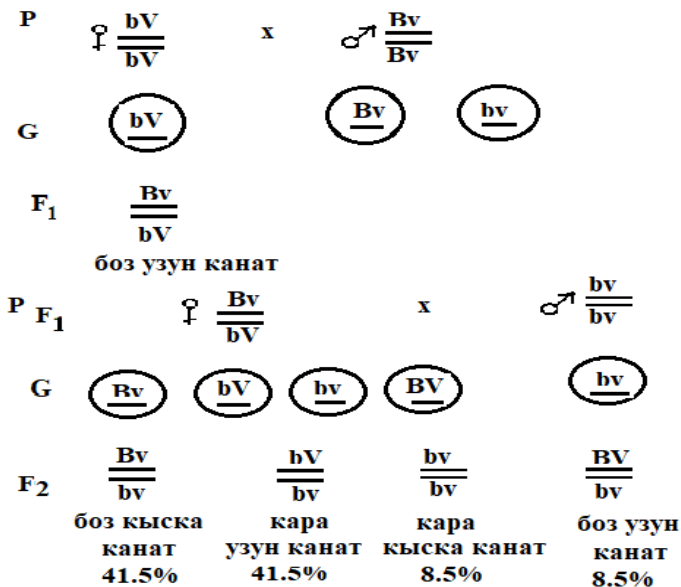 P ♀ bV x ♂ Bv
bV Bv
G bV Bv bv
F₁ Bv
bV
боз узун канат
P F₁ ♀ Bv x ♂ bv
bV bv
G Bv bV bv BV bv
F₂ Bv bV bv BV
bv bv bv bv
боз кыска кара кара боз узун
канат узун канат кыска канат канат
41.5% 41.5% 8.5% 8.5%